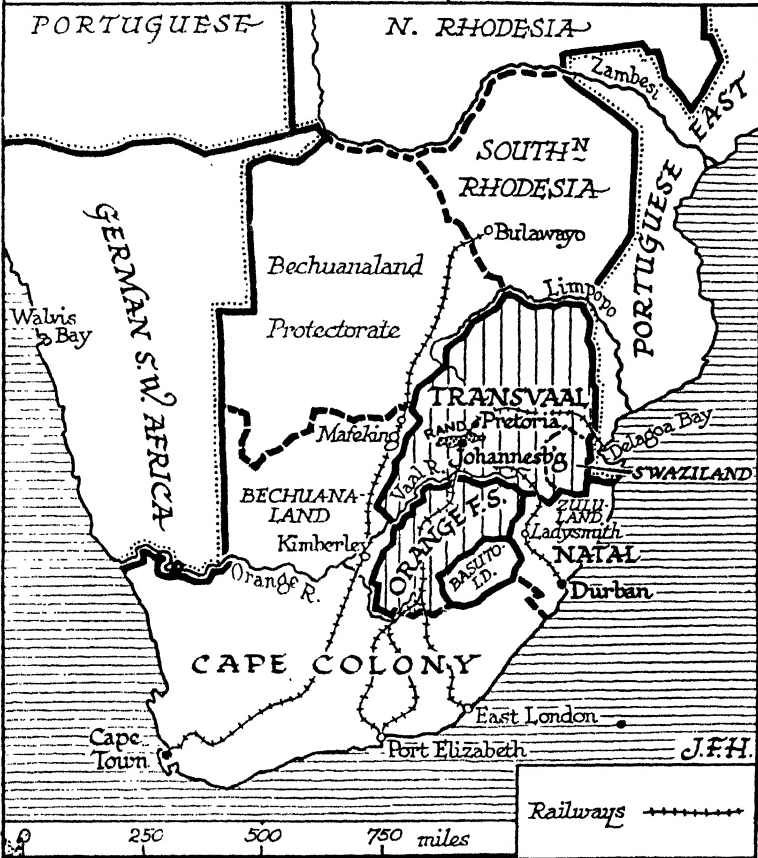 PORTUGUESE
N. RHODESIA
Zambesi
EAST
SOUTHN
RHODESIA
PORTUGUESE
Bulawayo
GERMAN S.W. AFRICA
Bechuanaland
Protectorate
Limpopo
Walvis
Bay
TRANSVAAL
Pretoria
RAND
Mafeking
Delagoa Bay
Johannesb'g
Vaal R.
SWAZILAND
BECHUANA-
LAND
ORANGE F.S.
ZULU-
LAND
Ladysmith
Kimberley
NATAL
Orange R.
BASUTO-
L.D.
Durban
CAPE COLONY
East London
Cape
Town
Port Elizabeth
J.F.H.
Railways
0 250 500 750 miles